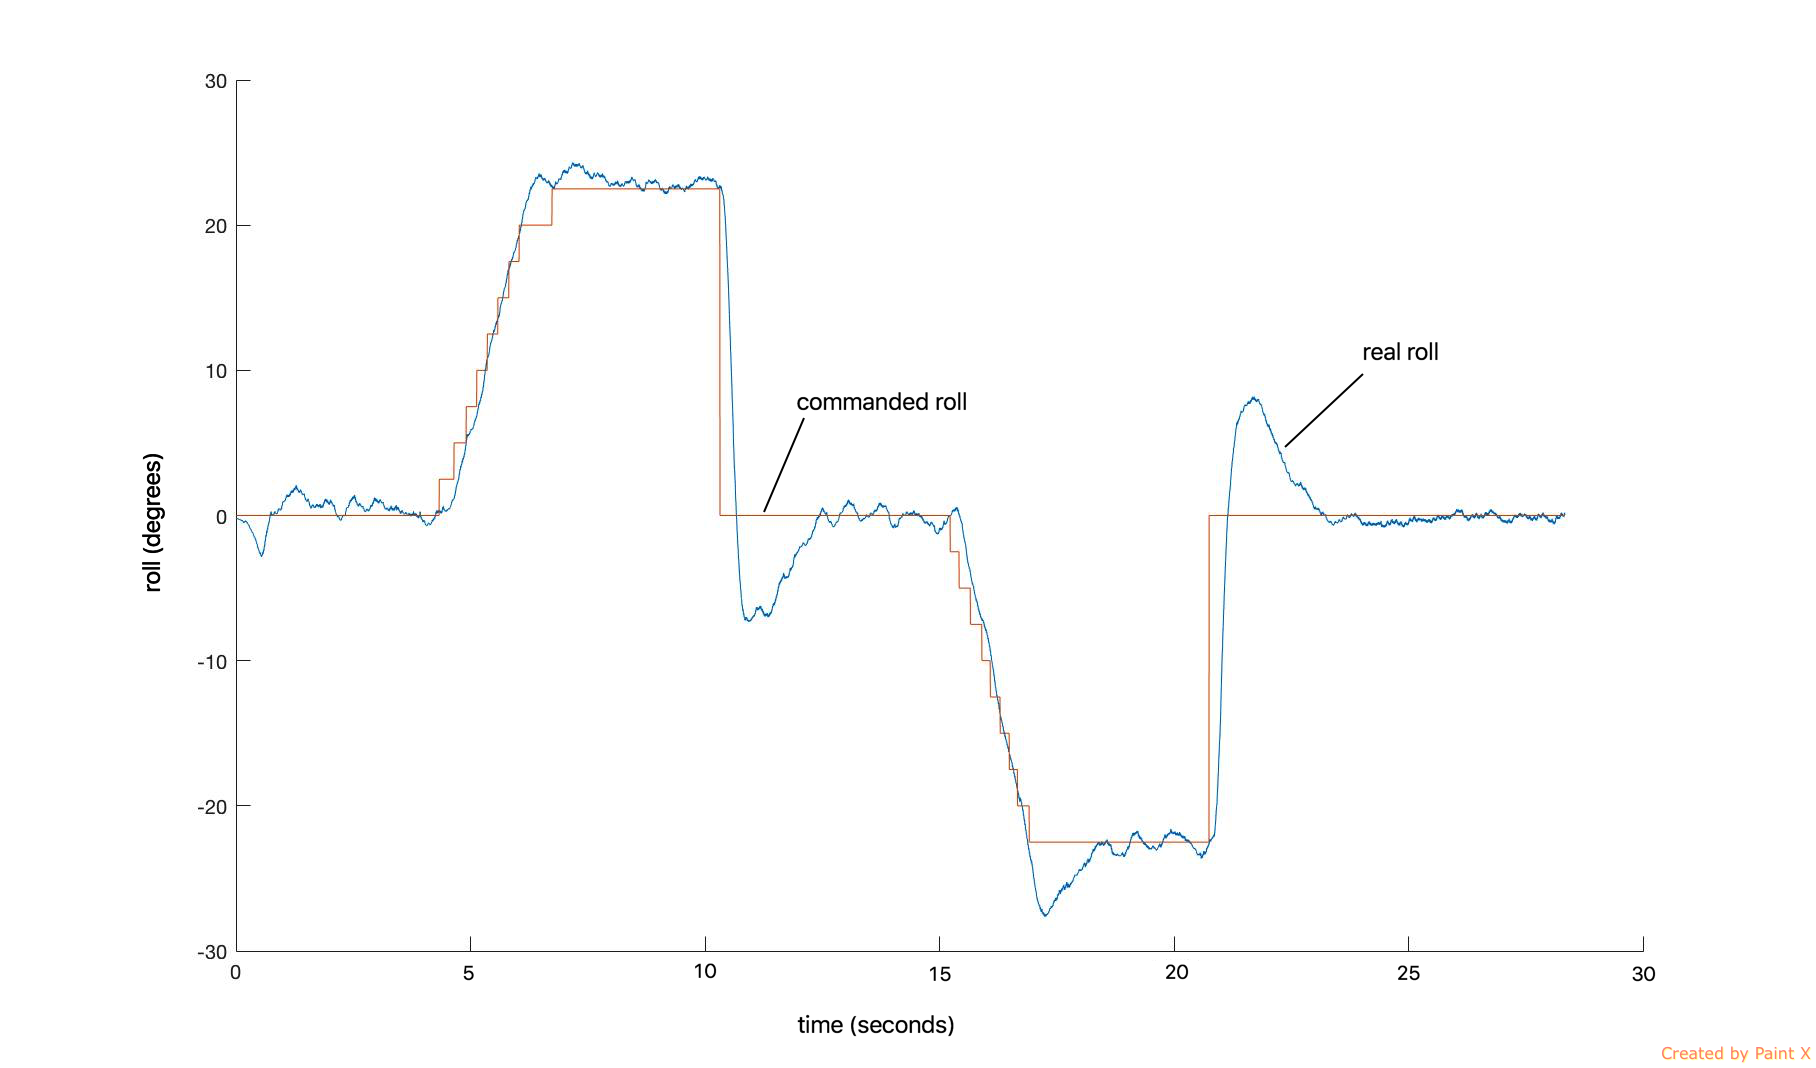 30
20
10
0
-10
-20
-30
roll (degrees)
commanded roll
real roll
0 5 10 15 20 25 30
time (seconds)
Created by Paint X